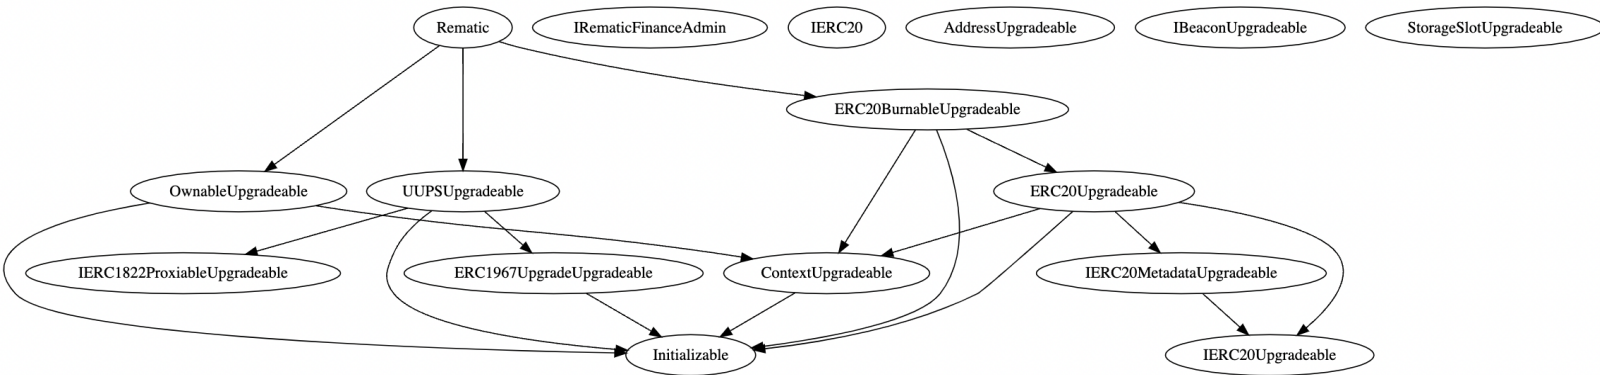 Rematic
IRematicFinanceAdmin
IERC20
AddressUpgradeable
IBeaconUpgradeable
StorageSlotUpgradeable
ERC20BurnableUpgradeable
OwnableUpgradeable
UUPSUpgradeable
ERC20Upgradeable
IERC1822ProxiableUpgradeable
ERC1967UpgradeUpgradeable
ContextUpgradeable
IERC20MetadataUpgradeable
Initializable
IERC20Upgradeable